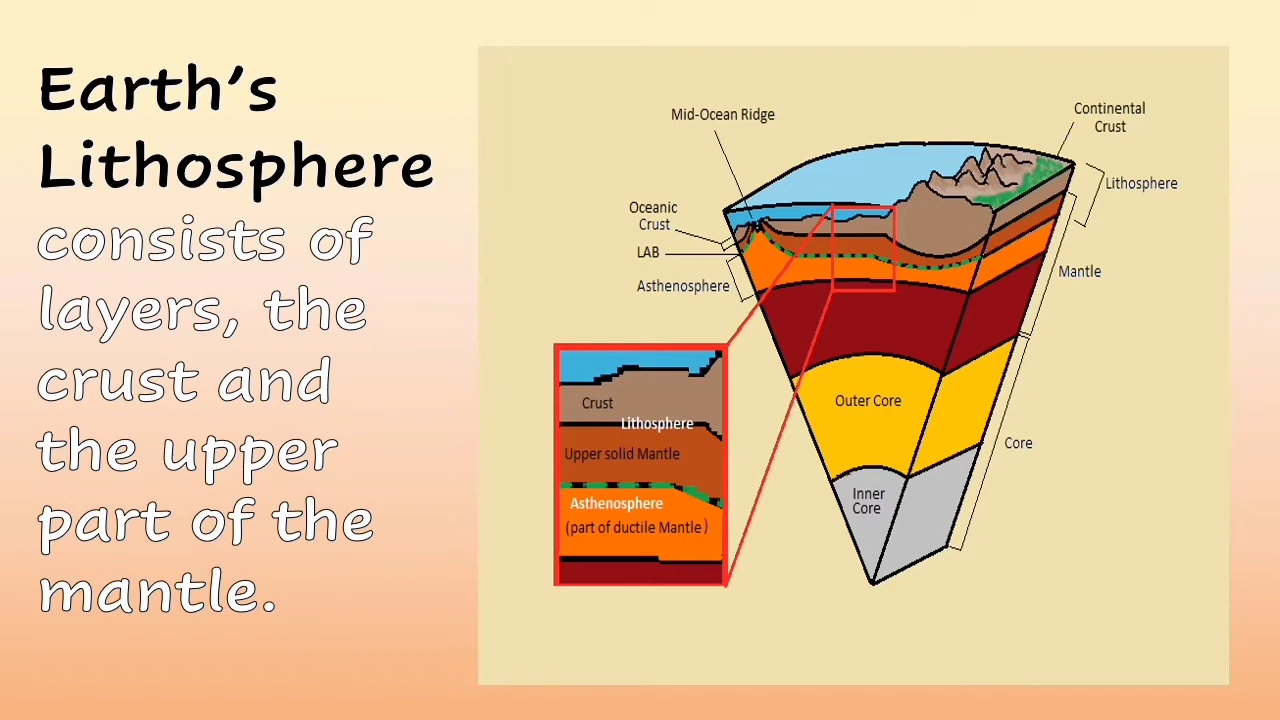 Earth's
Lithosphere
consists of
layers, the
crust and
the upper
part of the
mantle.
Mid-Ocean Ridge
Continental
Crust
Lithosphere
Oceanic
Crust
LAB
Asthenosphere
Mantle
Crust
Lithosphere
Upper solid Mantle
Asthenosphere
(part of ductile Mantle)
Outer Core
Inner
Core
Core